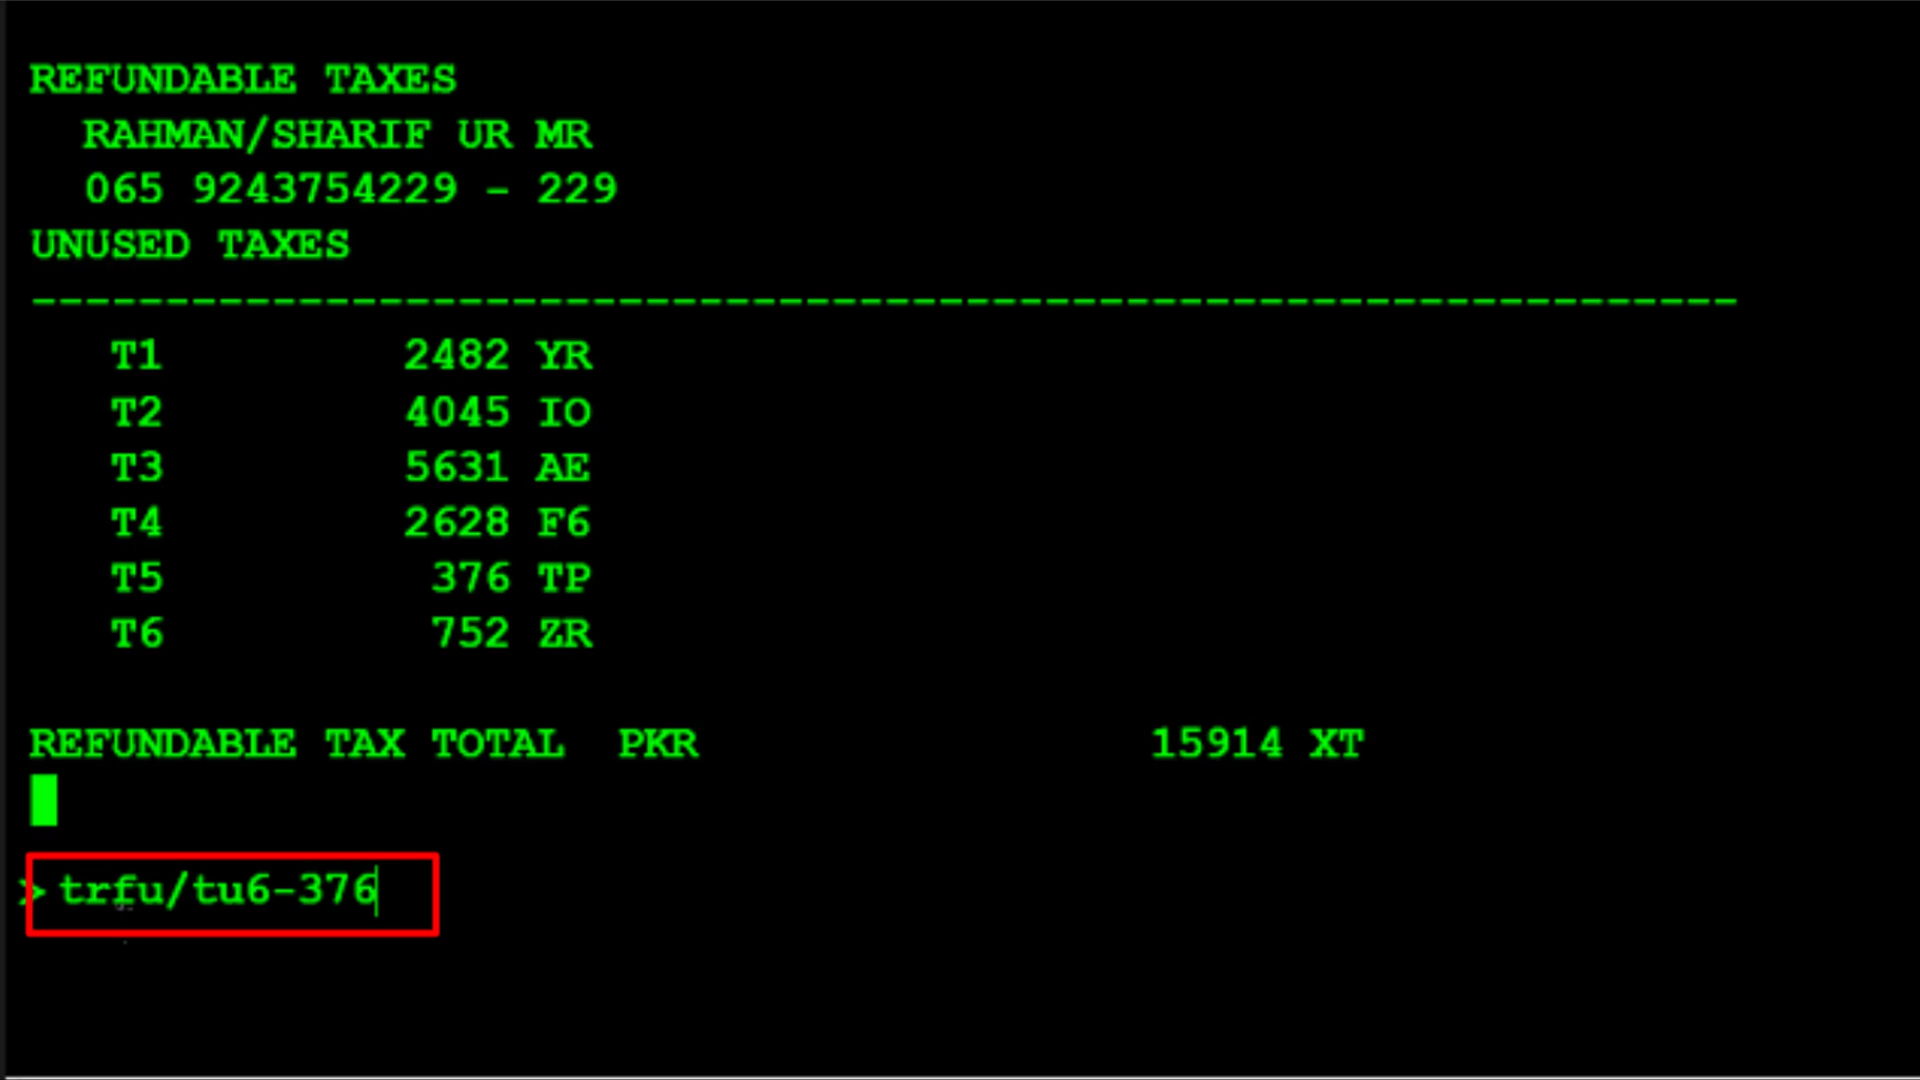 REFUNDABLE TAXES
RAHMAN/SHARIF UR MR
065 9243754229 - 229
UNUSED TAXES
----------------------------------------------------------------
T1 2482 YR
T2 4045 IO
T3 5631 AE
T4 2628 F6
T5 376 TP
T6 752 ZR
REFUNDABLE TAX TOTAL PKR 15914 XT
> trfu/tu6-376